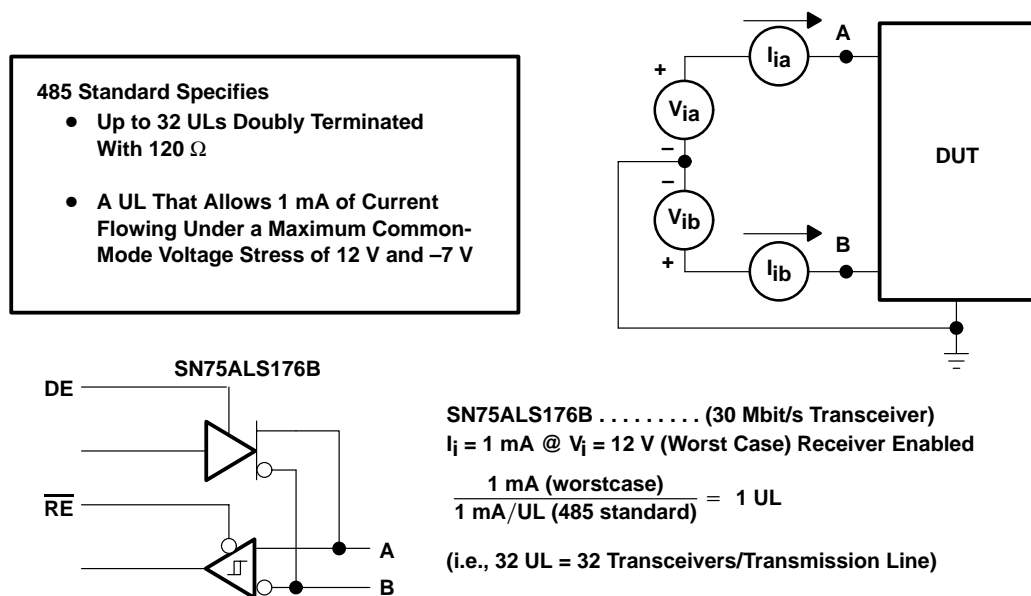 485 Standard Specifies
● Up to 32 ULs Doubly Terminated
With 120 Ω
● A UL That Allows 1 mA of Current
Flowing Under a Maximum Common-
Mode Voltage Stress of 12 V and –7 V
Iia
A
+
Via
–
–
Vib
+
Iib
B
DUT
SN75ALS176B
DE
RE
A
B
SN75ALS176B . . . . . . . . . (30 Mbit/s Transceiver)
Ii = 1 mA @ Vi = 12 V (Worst Case) Receiver Enabled
1 mA (worstcase)
1 mA/UL (485 standard) = 1 UL
(i.e., 32 UL = 32 Transceivers/Transmission Line)